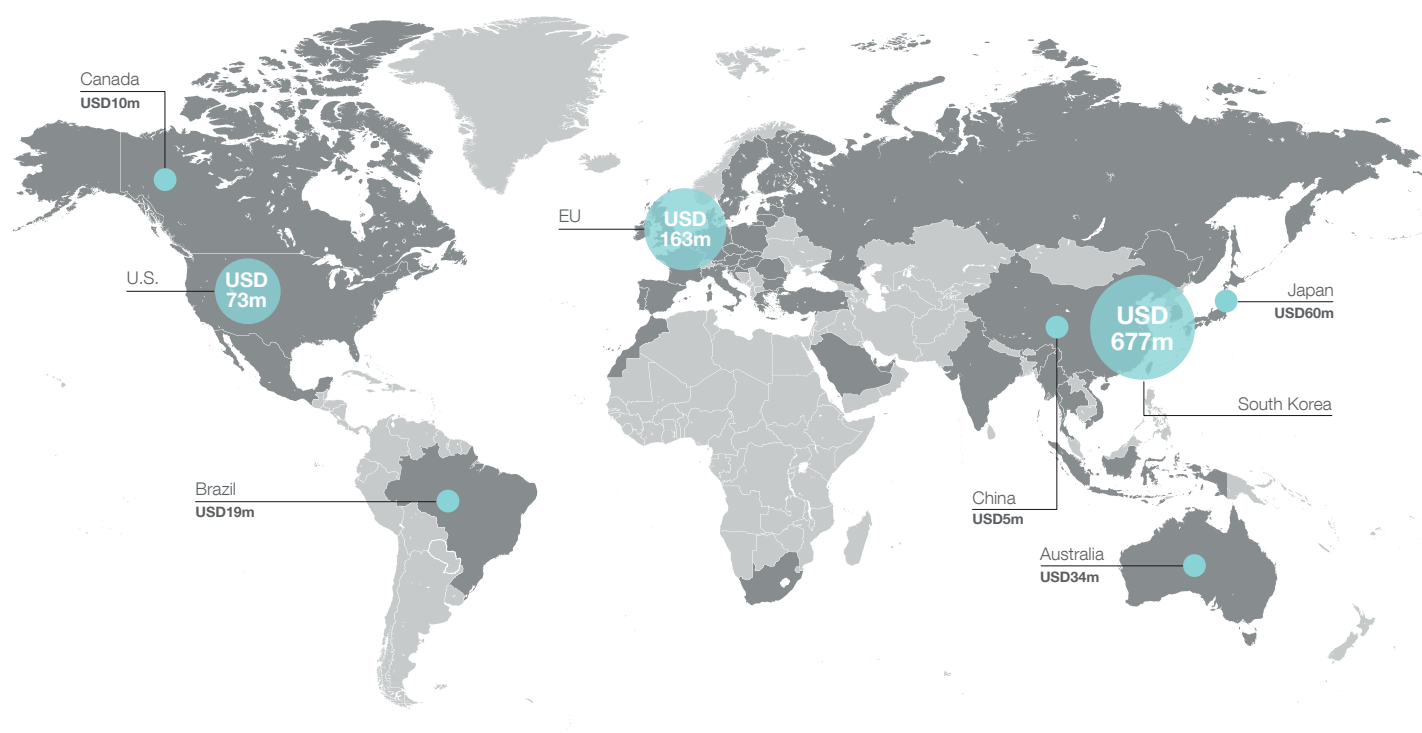 Canada
USD10m
EU
USD
163m
U.S.
USD
73m
Japan
USD60m
USD
677m
South Korea
Brazil
USD19m
China
USD5m
Australia
USD34m